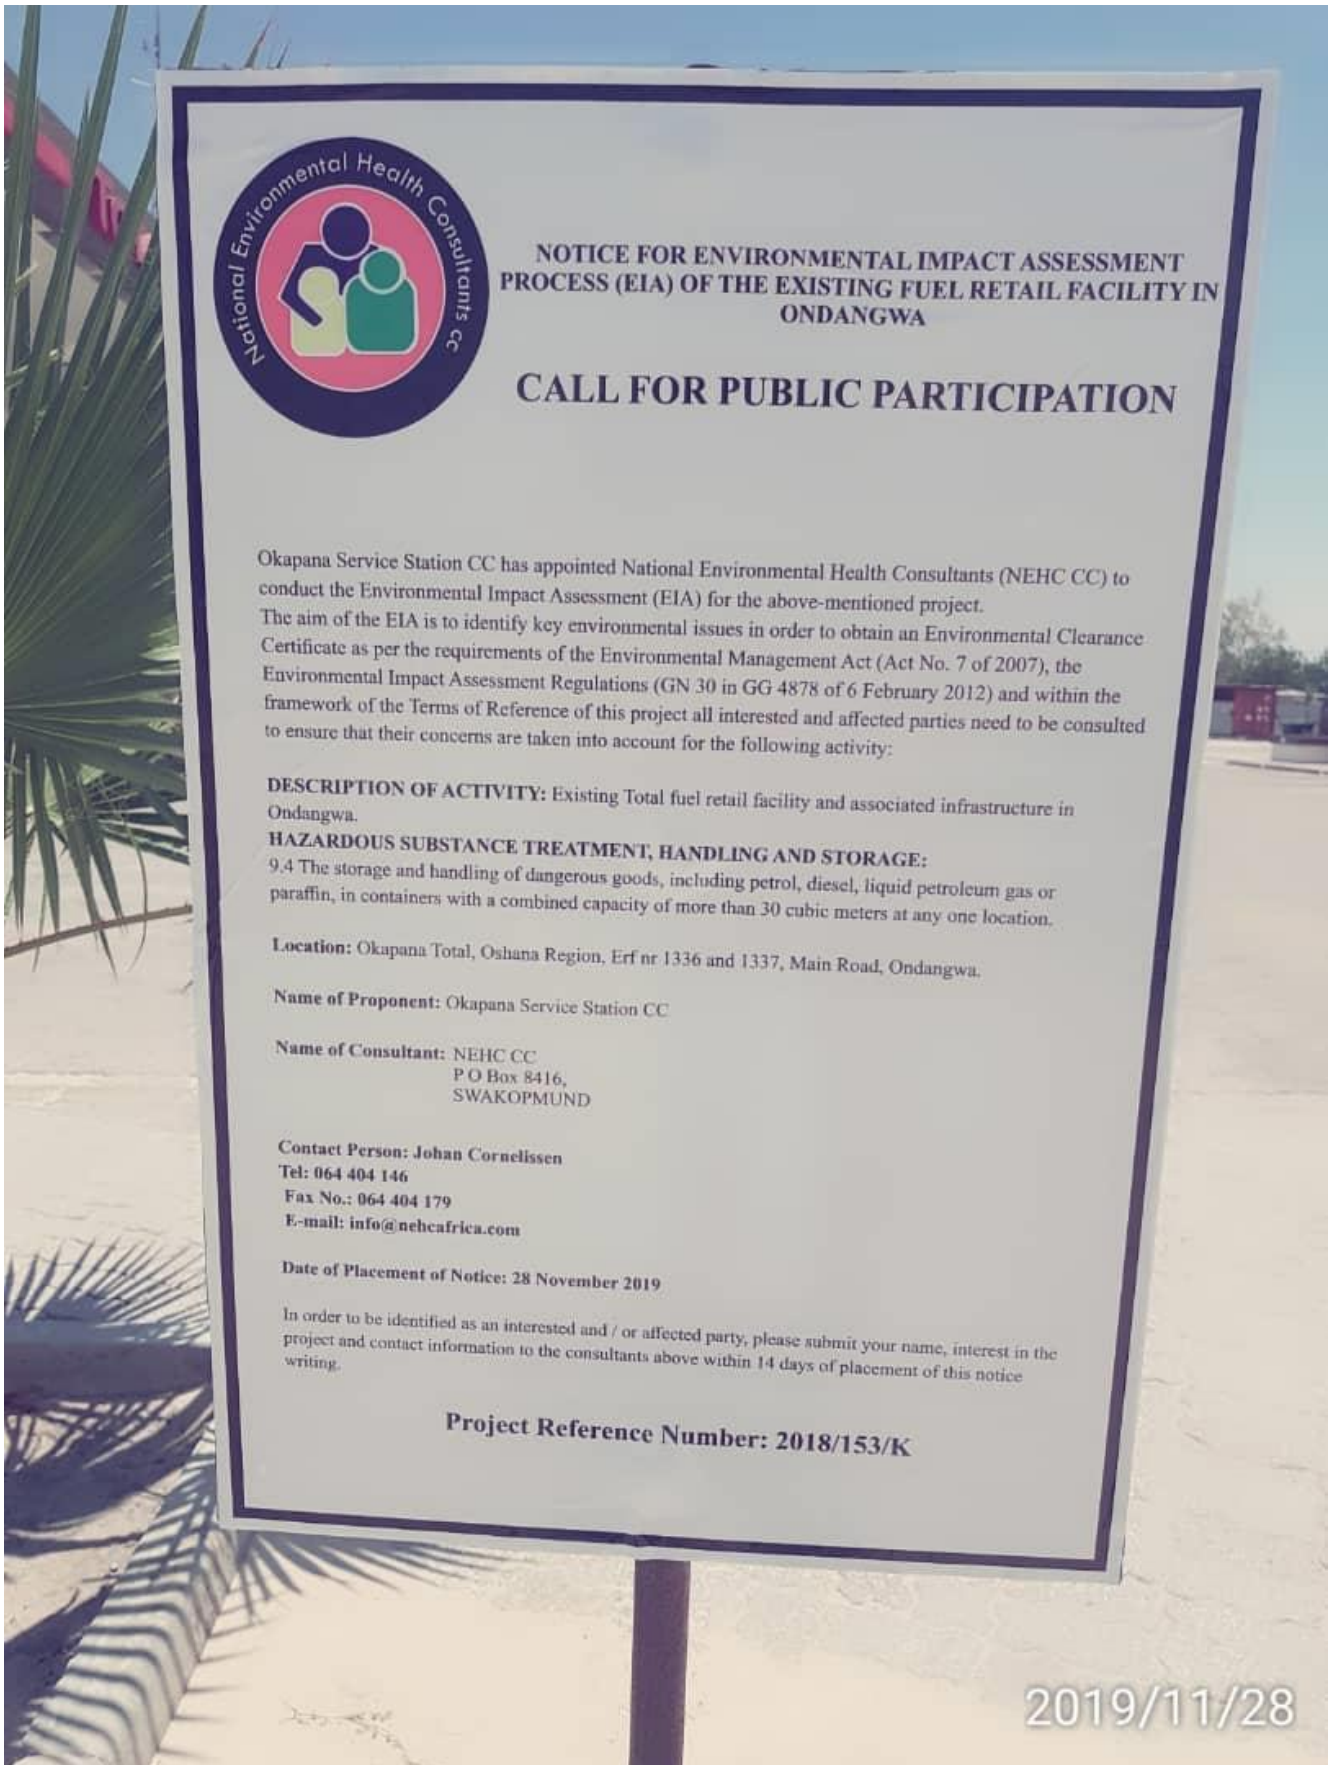 National Environmental Health Consultants cc
NOTICE FOR ENVIRONMENTAL IMPACT ASSESSMENT
PROCESS (EIA) OF THE EXISTING FUEL RETAIL FACILITY IN
ONDANGWA
CALL FOR PUBLIC PARTICIPATION
Okapana Service Station CC has appointed National Environmental Health Consultants (NEHC CC) to
conduct the Environmental Impact Assessment (EIA) for the above-mentioned project.
The aim of the EIA is to identify key environmental issues in order to obtain an Environmental Clearance
Certificate as per the requirements of the Environmental Management Act (Act No. 7 of 2007), the
Environmental Impact Assessment Regulations (GN 30 in GG 4878 of 6 February 2012) and within the
framework of the Terms of Reference of this project all interested and affected parties need to be consulted
to ensure that their concerns are taken into account for the following activity:
DESCRIPTION OF ACTIVITY: Existing Total fuel retail facility and associated infrastructure in
Ondangwa.
HAZARDOUS SUBSTANCE TREATMENT, HANDLING AND STORAGE:
9.4 The storage and handling of dangerous goods, including petrol, diesel, liquid petroleum gas or
paraffin, in containers with a combined capacity of more than 30 cubic meters at any one location.
Location: Okapana Total, Oshana Region, Erf nr 1336 and 1337, Main Road, Ondangwa.
Name of Proponent: Okapana Service Station CC
Name of Consultant: NEHC CC
P O Box 8416,
SWAKOPMUND
Contact Person: Johan Cornelissen
Tel: 064 404 146
Fax No.: 064 404 179
E-mail: info@nehcafrica.com
Date of Placement of Notice: 28 November 2019
In order to be identified as an interested and / or affected party, please submit your name, interest in the
project and contact information to the consultants above within 14 days of placement of this notice
writing.
Project Reference Number: 2018/153/K
2019/11/28